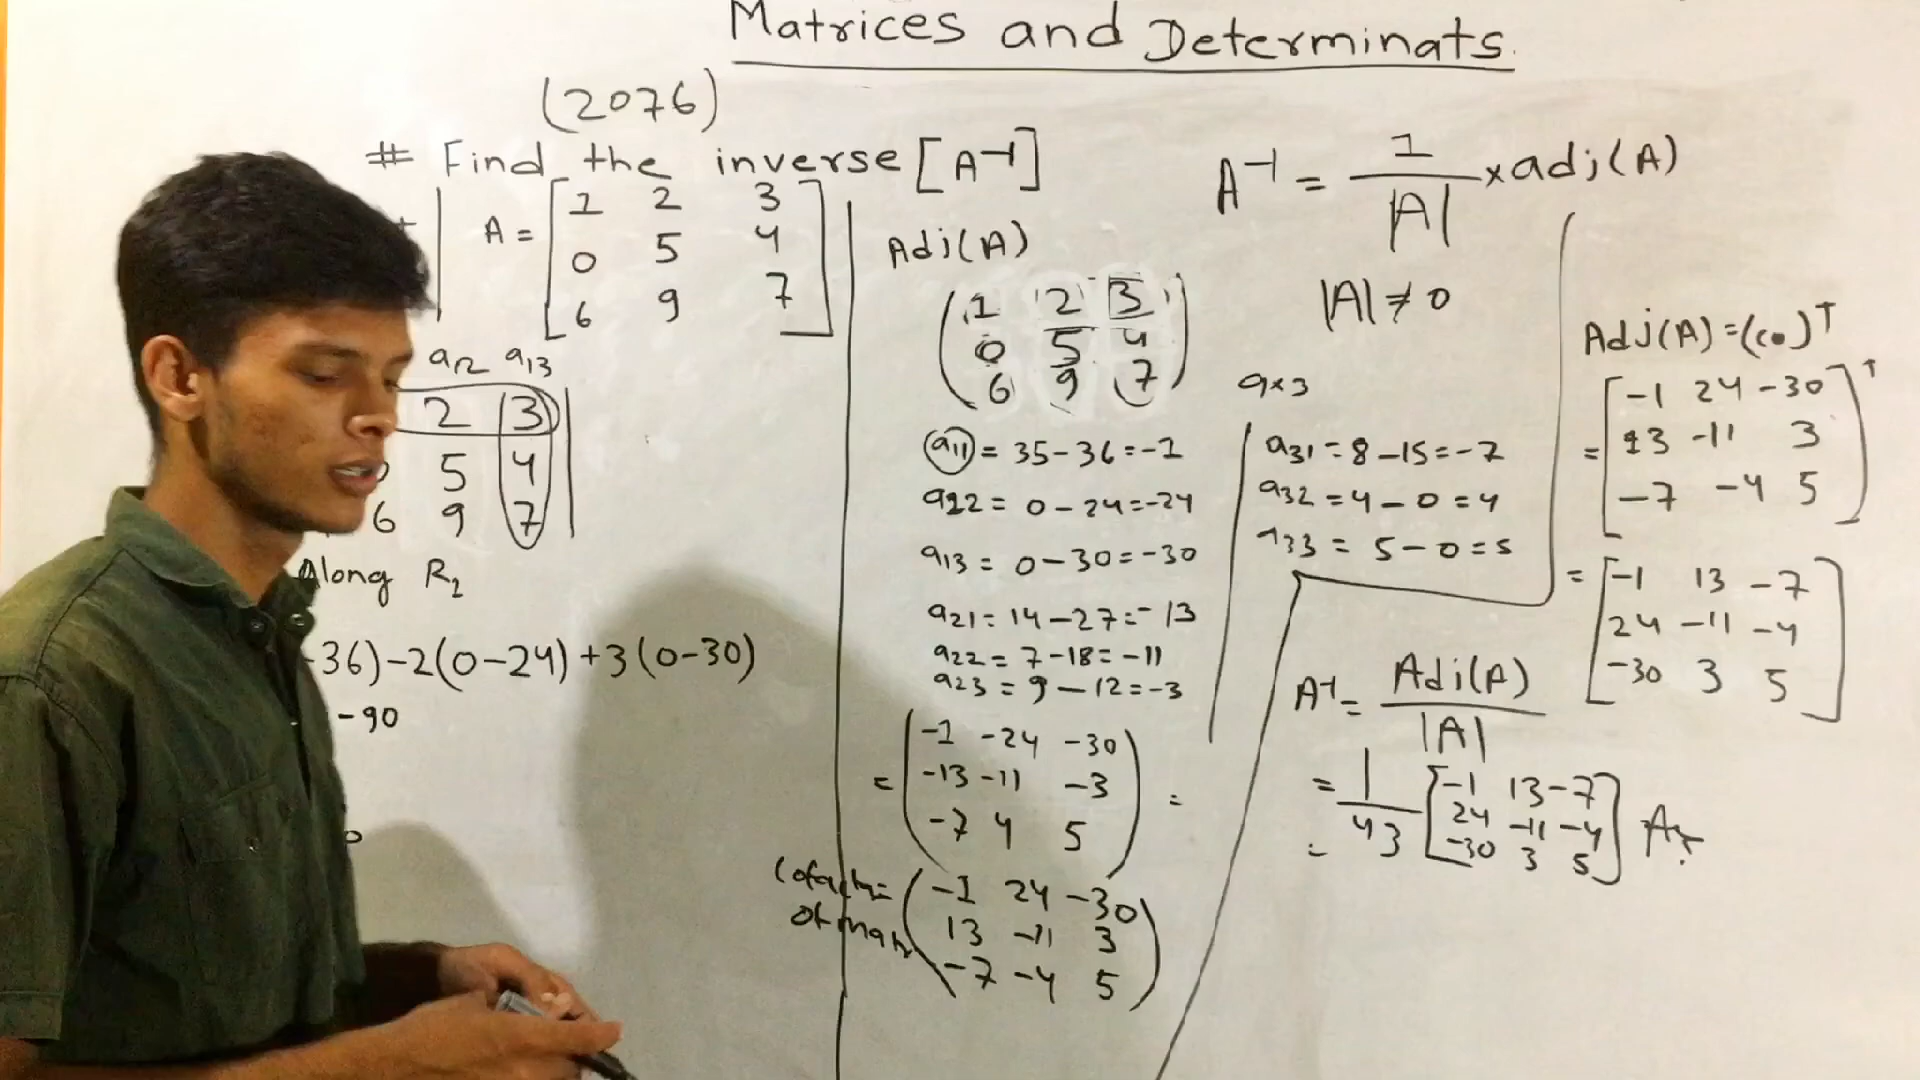 Matrices and Determinats.
(2076)
# Find the inverse [A⁻¹]
A = [1 2 3
0 5 4
6 9 7]
a12 a13
2 3
5 4
6 9 7
Along R2
36)-2(0-24)+3(0-30)
-90
Adj(A)
(1 2 3
0 5 4
6 9 7)
a11 = 35-36=-1
a12 = 0-24=-24
a13 = 0-30=-30
a21 = 14-27=-13
a22 = 7-18=-11
a23 = 9-12=-3
= (-1 -24 -30
-13 -11 -3
-7 4 5) =
(-1 24 -30
13 -11 3
-7 -4 5)
A⁻¹ = 1/|A| × adj(A)
|A| ≠ 0
9×3
a31 = 8-15=-7
a32 = 4-0=4
a33 = 5-0=5
Adj(A) = (co)ᵀ
= [-1 24 -30
13 -11 3
-7 -4 5]ᵀ
= [-1 13 -7
24 -11 -4
-30 3 5]
A⁻¹ = Adj(A)/|A|
= 1/43 [-1 13 -7
24 -11 -4
-30 3 5]
=